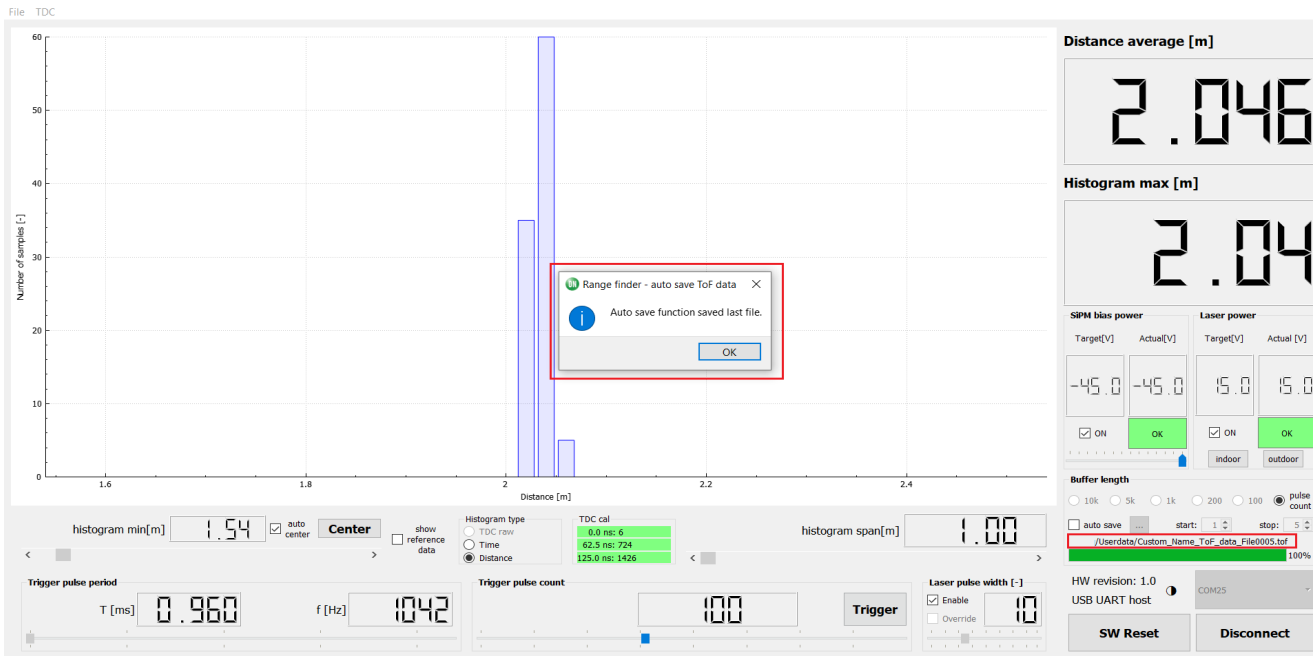 File TDC
Distance average [m]
2.046
Histogram max [m]
2.04
60
50
40
30
20
10
0
Number of samples [-]
1.6
1.8
2
2.2
2.4
Distance [m]
ON Range finder - auto save ToF data
Auto save function saved last file.
OK
SiPM bias power
Target[V] Actual[V]
-45.0 -45.0
ON OK
Laser power
Target[V] Actual [V]
15.0 15.0
ON OK
indoor outdoor
Buffer length
10k 5k 1k 200 100 pulse count
auto save ... start: 1 stop: 5
/Userdata/Custom_Name_ToF_data_File0005.tof
100%
histogram min[m] 1.54 auto center Center show reference data
Histogram type
TDC raw
Time
Distance
TDC cal
0.0 ns: 6
62.5 ns: 724
125.0 ns: 1426
histogram span[m] 1.00
Trigger pulse period
T [ms] 0.960 f [Hz] 1042
Trigger pulse count
100 Trigger
Laser pulse width [-]
Enable
Override
10
HW revision: 1.0
USB UART host
COM25
SW Reset Disconnect